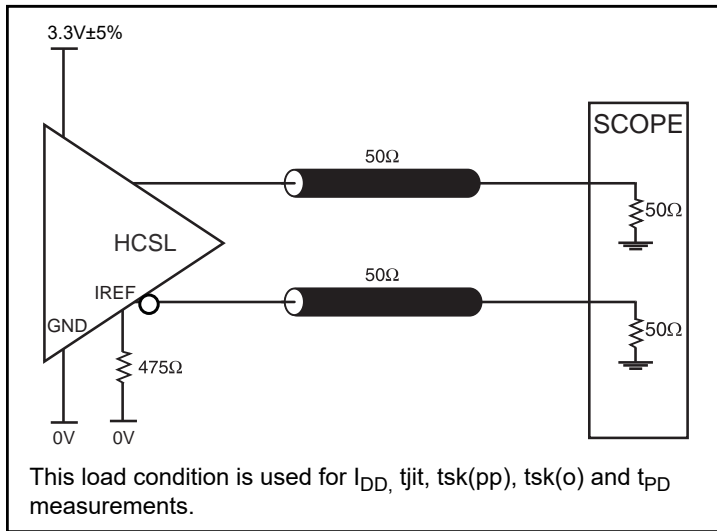 3.3V±5%
SCOPE
50Ω
50Ω
HCSL
IREF
50Ω
GND
50Ω
475Ω
0V
0V
This load condition is used for IDD, tjit, tsk(pp), tsk(o) and tPD
measurements.